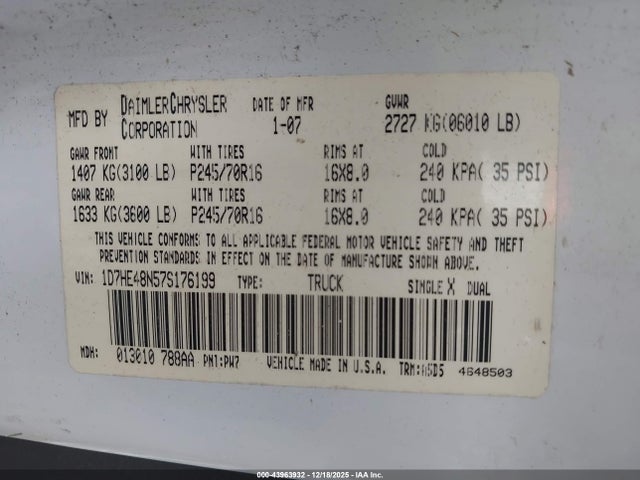 MFD BY DAIMLERCHRYSLER CORPORATION DATE OF MFR 1-07 GVWR 2727 KG(06010 LB)
GAWR FRONT WITH TIRES RIMS AT COLD
1407 KG(3100 LB) P245/70R16 16X8.0 240 KPA( 35 PSI)
GAWR REAR WITH TIRES RIMS AT COLD
1633 KG(3600 LB) P245/70R16 16X8.0 240 KPA( 35 PSI)
THIS VEHICLE CONFORMS TO ALL APPLICABLE FEDERAL MOTOR VEHICLE SAFETY AND THEFT
PREVENTION STANDARDS IN EFFECT ON THE DATE OF MANUFACTURE SHOWN ABOVE.
VIN: 1D7HE48N57S176199 TYPE: TRUCK SINGLE X DUAL
MDH: 013010 788AA PNT:PW7 VEHICLE MADE IN U.S.A. TRM:A5D5 4648503
000-43963932 - 12/18/2025 - IAA Inc.